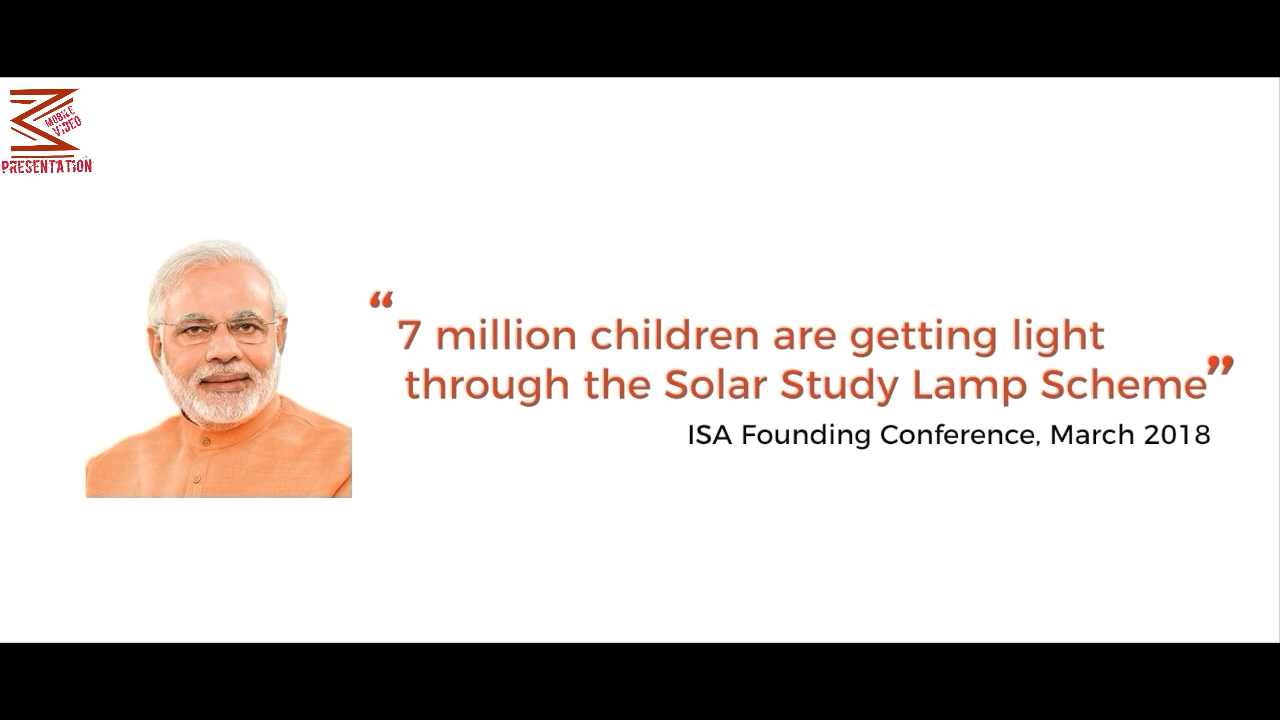 MOBILE
VIDEO
PRESENTATION
“7 million children are getting light
through the Solar Study Lamp Scheme”
ISA Founding Conference, March 2018